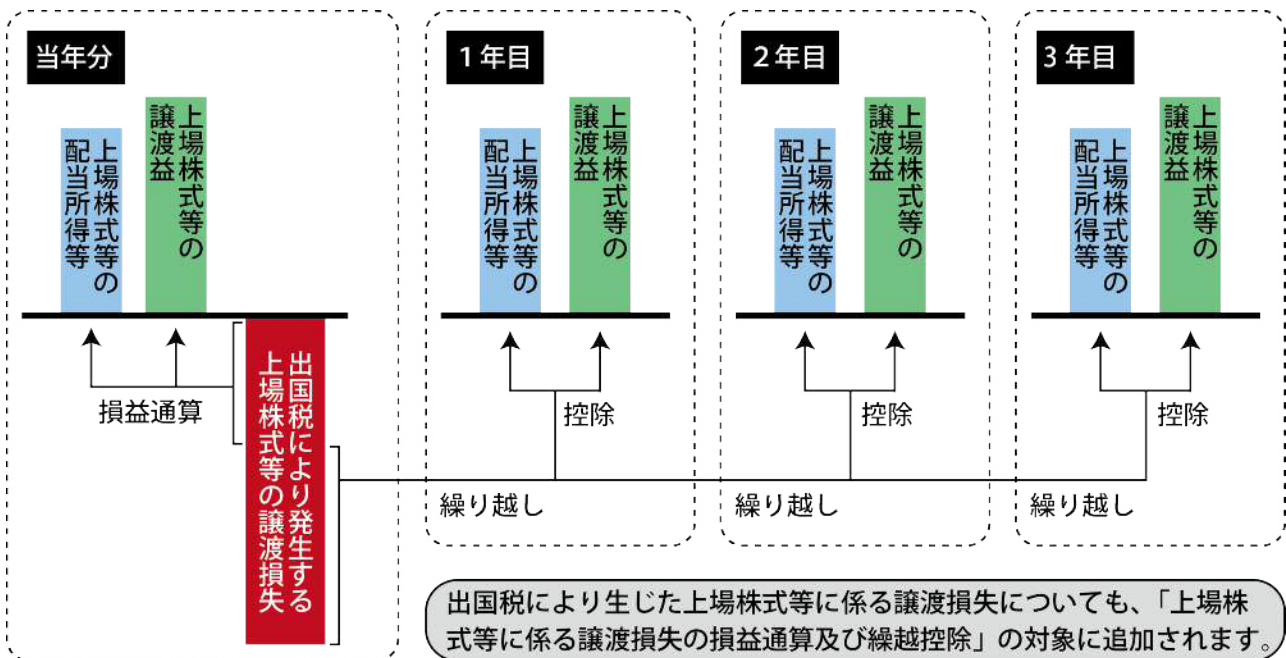 当年分
上場株式等の
配当所得等
上場株式等の
譲渡益
損益通算
出国税により発生する
上場株式等の譲渡損失
1年目
上場株式等の
配当所得等
上場株式等の
譲渡益
控除
繰り越し
2年目
上場株式等の
配当所得等
上場株式等の
譲渡益
控除
繰り越し
3年目
上場株式等の
配当所得等
上場株式等の
譲渡益
控除
繰り越し
出国税により生じた上場株式等に係る譲渡損失についても、「上場株
式等に係る譲渡損失の損益通算及び繰越控除」の対象に追加されます。